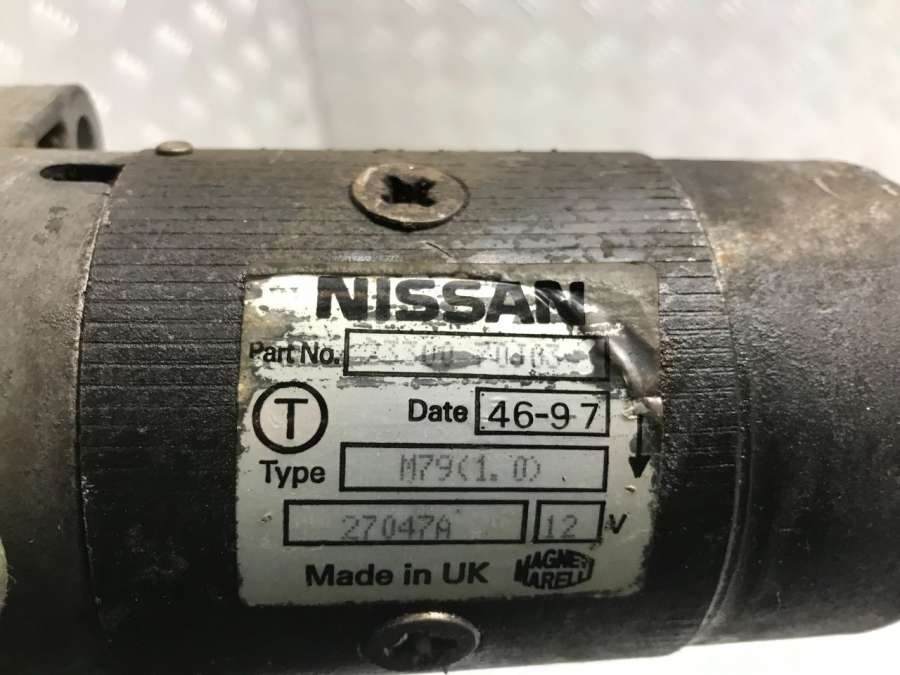 NISSAN
Part No.
T
Date 46-97
Type M79(1.0)
27047A 12 V
Made in UK MAGNETI MARELLI